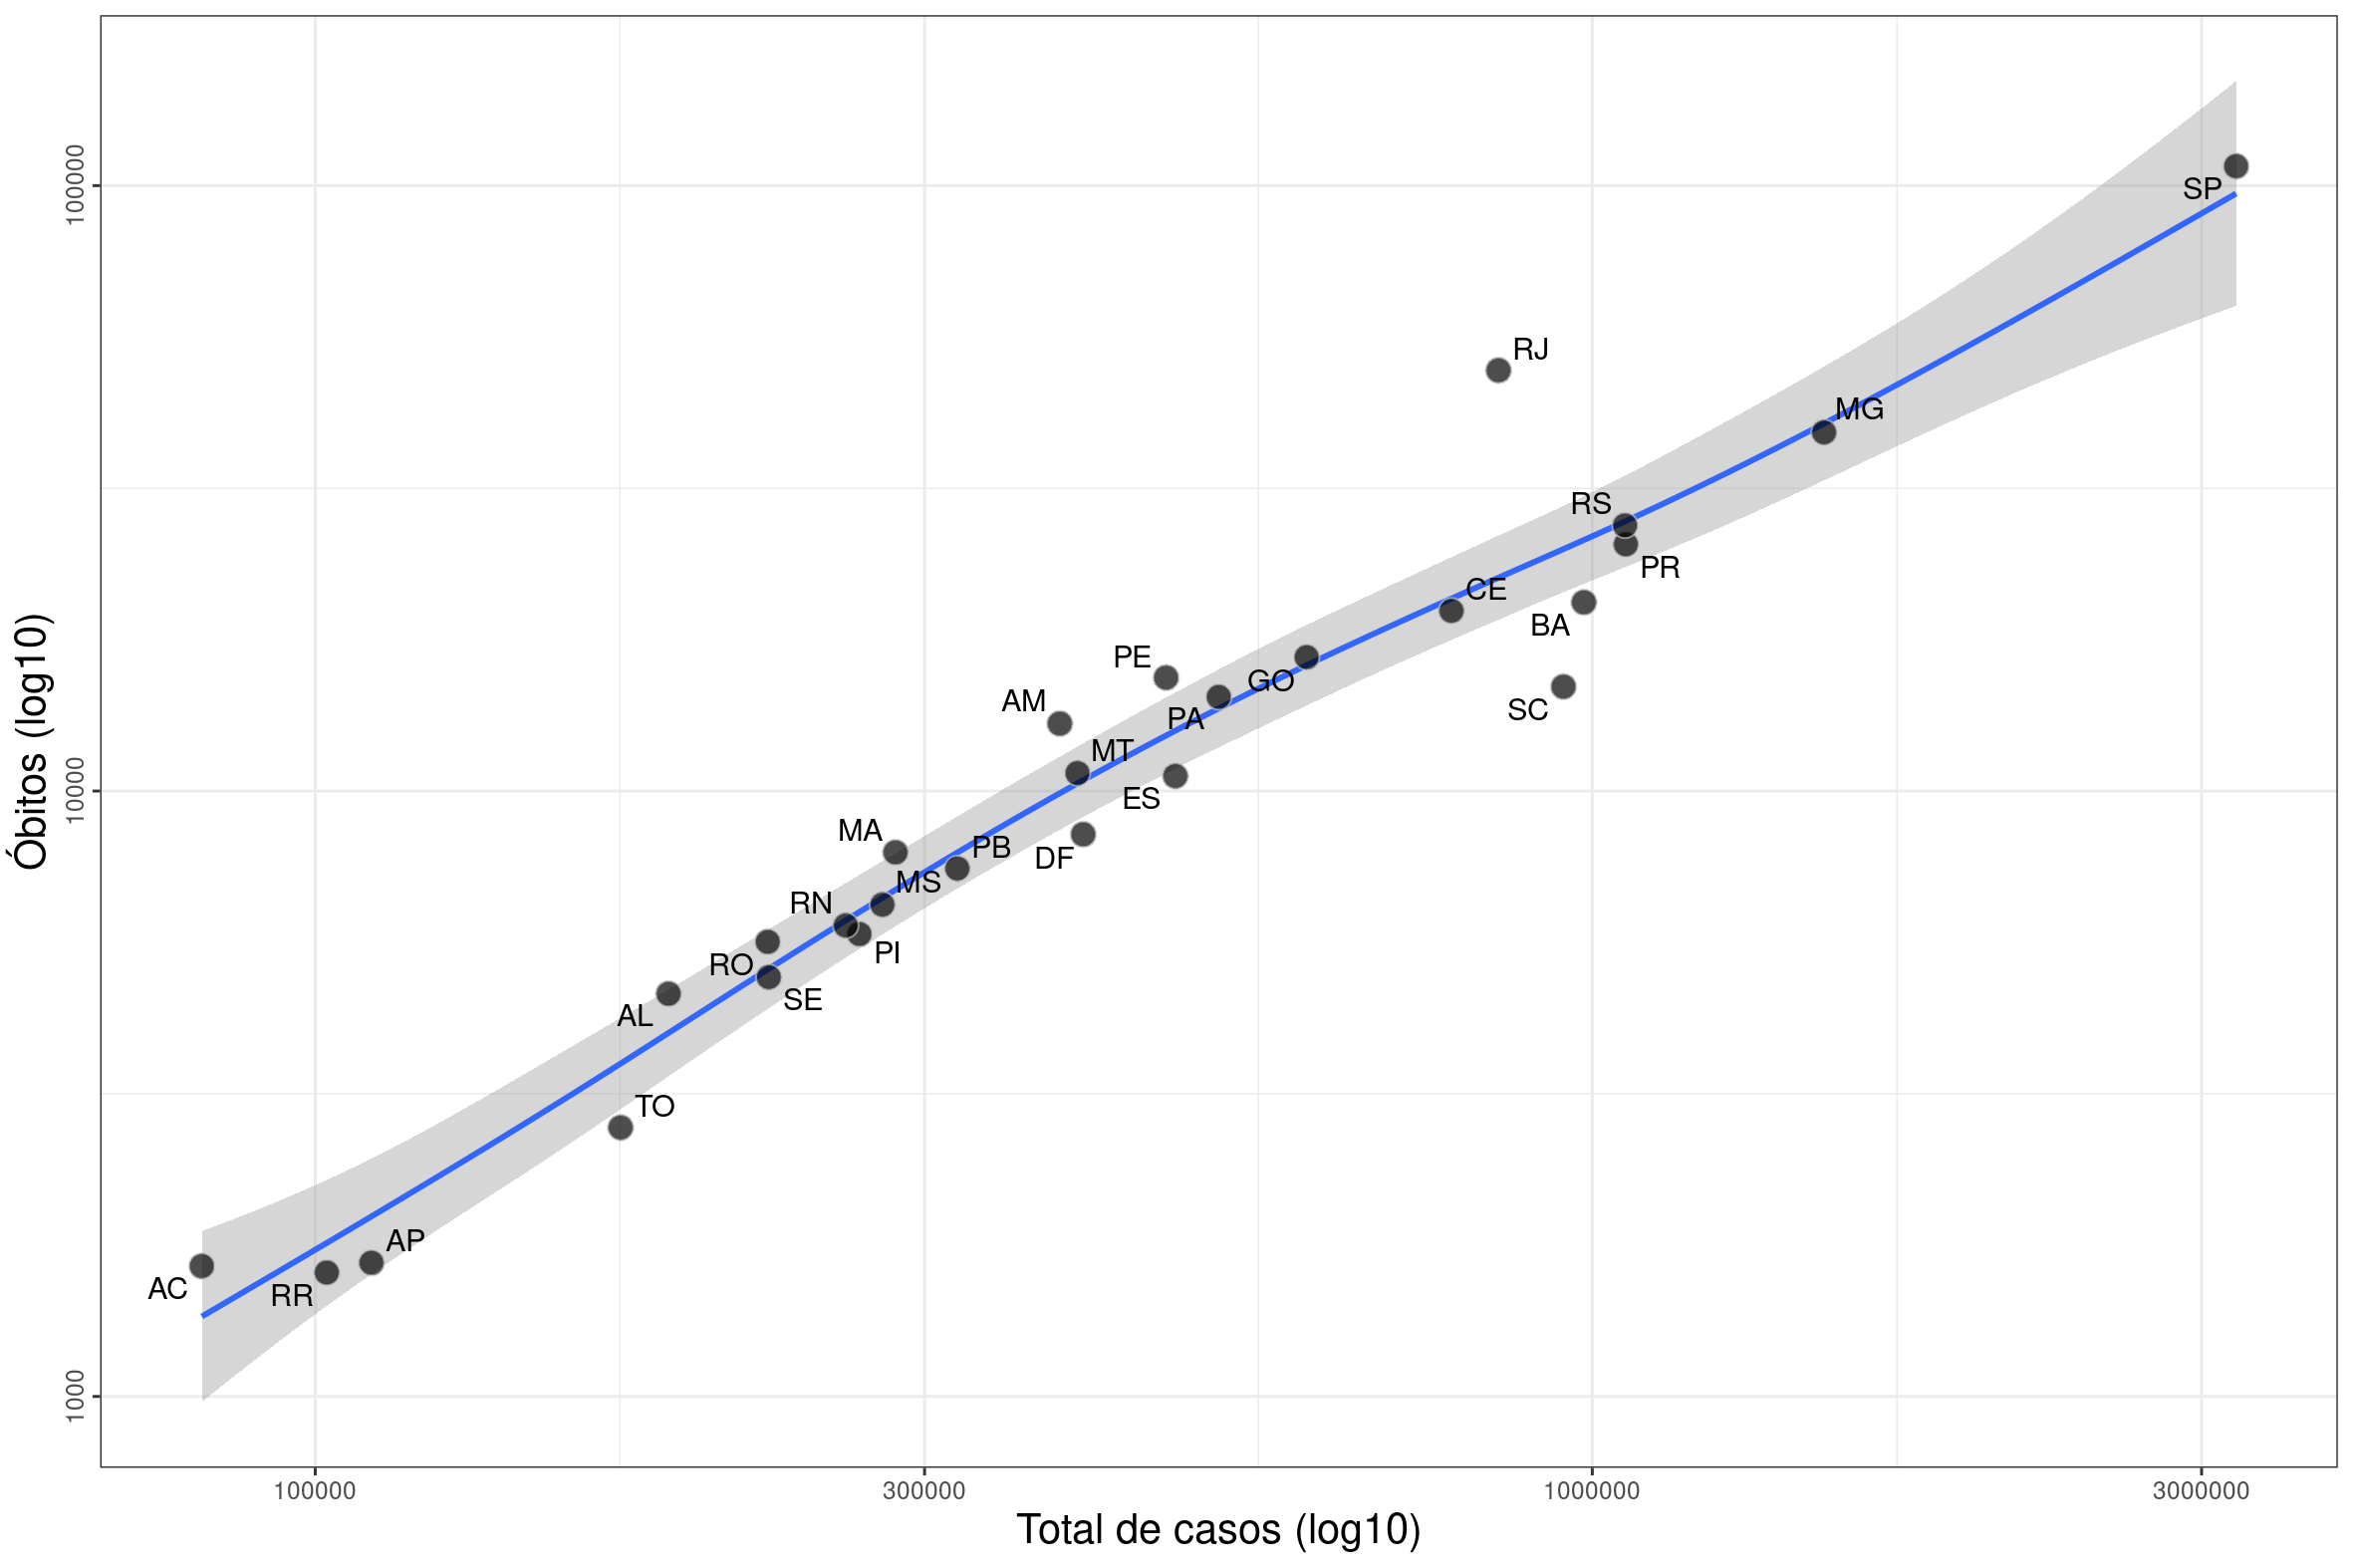 100000
10000
1000
Óbitos (log10)
SP
RJ
MG
RS
PR
CE
BA
PE
GO
AM
PA
SC
MT
ES
MA
PB
DF
MS
RN
PI
RO
SE
AL
TO
AP
AC
RR
100000
300000
1000000
3000000
Total de casos (log10)